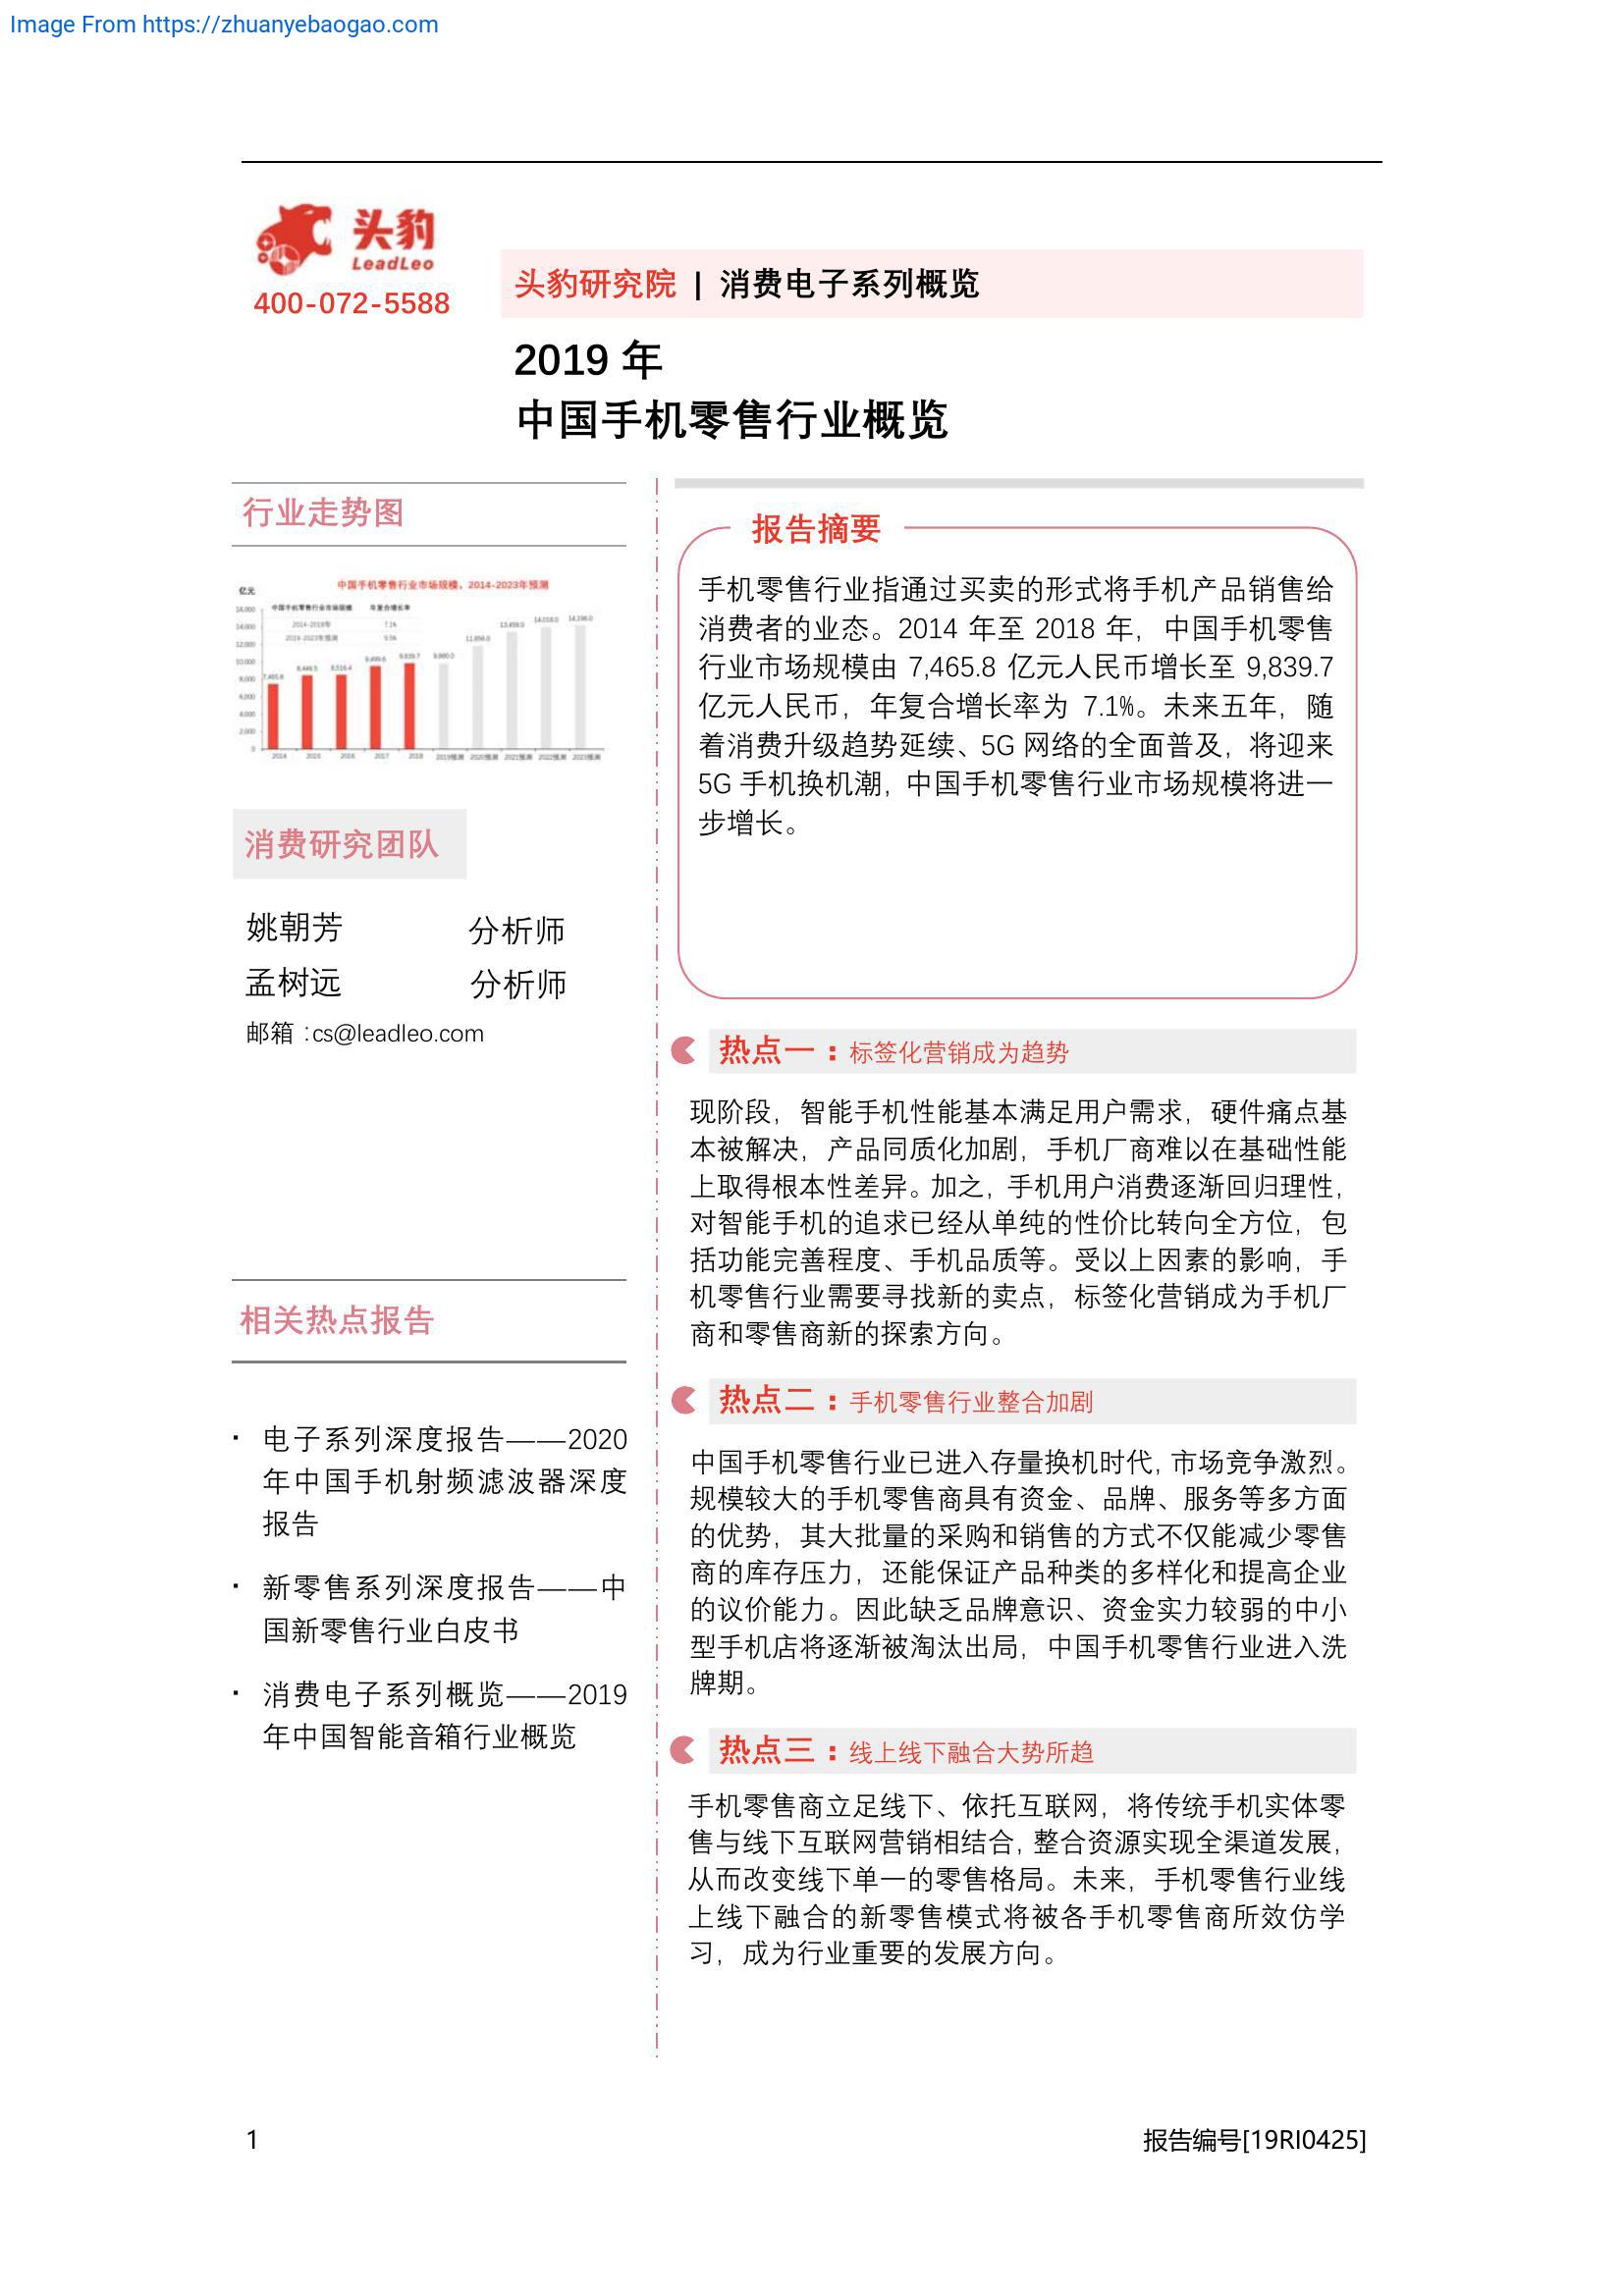 Image From https://zhuanyebaogao.com
头豹
LeadLeo
400-072-5588
头豹研究院 | 消费电子系列概览
2019 年
中国手机零售行业概览
行业走势图
亿元
中国手机零售行业市场规模，2014-2023年预测
中国手机零售行业市场规模 年复合增长率
2014-2018年 7.1%
16,000
14,000
12,000
10,000
8,000
6,000
4,000
2,000
0
7,465.8
9,839.7
2014 2015 2016 2017 2018 2019预测 2020预测 2021预测 2022预测 2023预测
消费研究团队
姚朝芳 分析师
孟树远 分析师
邮箱：cs@leadleo.com
相关热点报告
· 电子系列深度报告——2020
年中国手机射频滤波器深度
报告
· 新零售系列深度报告——中
国新零售行业白皮书
· 消费电子系列概览——2019
年中国智能音箱行业概览
报告摘要
手机零售行业指通过买卖的形式将手机产品销售给
消费者的业态。2014 年至 2018 年，中国手机零售
行业市场规模由 7,465.8 亿元人民币增长至 9,839.7
亿元人民币，年复合增长率为 7.1%。未来五年，随
着消费升级趋势延续、5G 网络的全面普及，将迎来
5G 手机换机潮，中国手机零售行业市场规模将进一
步增长。
热点一：标签化营销成为趋势
现阶段，智能手机性能基本满足用户需求，硬件痛点基
本被解决，产品同质化加剧，手机厂商难以在基础性能
上取得根本性差异。加之，手机用户消费逐渐回归理性，
对智能手机的追求已经从单纯的性价比转向全方位，包
括功能完善程度、手机品质等。受以上因素的影响，手
机零售行业需要寻找新的卖点，标签化营销成为手机厂
商和零售商新的探索方向。
热点二：手机零售行业整合加剧
中国手机零售行业已进入存量换机时代，市场竞争激烈。
规模较大的手机零售商具有资金、品牌、服务等多方面
的优势，其大批量的采购和销售的方式不仅能减少零售
商的库存压力，还能保证产品种类的多样化和提高企业
的议价能力。因此缺乏品牌意识、资金实力较弱的中小
型手机店将逐渐被淘汰出局，中国手机零售行业进入洗
牌期。
热点三：线上线下融合大势所趋
手机零售商立足线下、依托互联网，将传统手机实体零
售与线下互联网营销相结合，整合资源实现全渠道发展，
从而改变线下单一的零售格局。未来，手机零售行业线
上线下融合的新零售模式将被各手机零售商所效仿学
习，成为行业重要的发展方向。
1
报告编号[19RI0425]